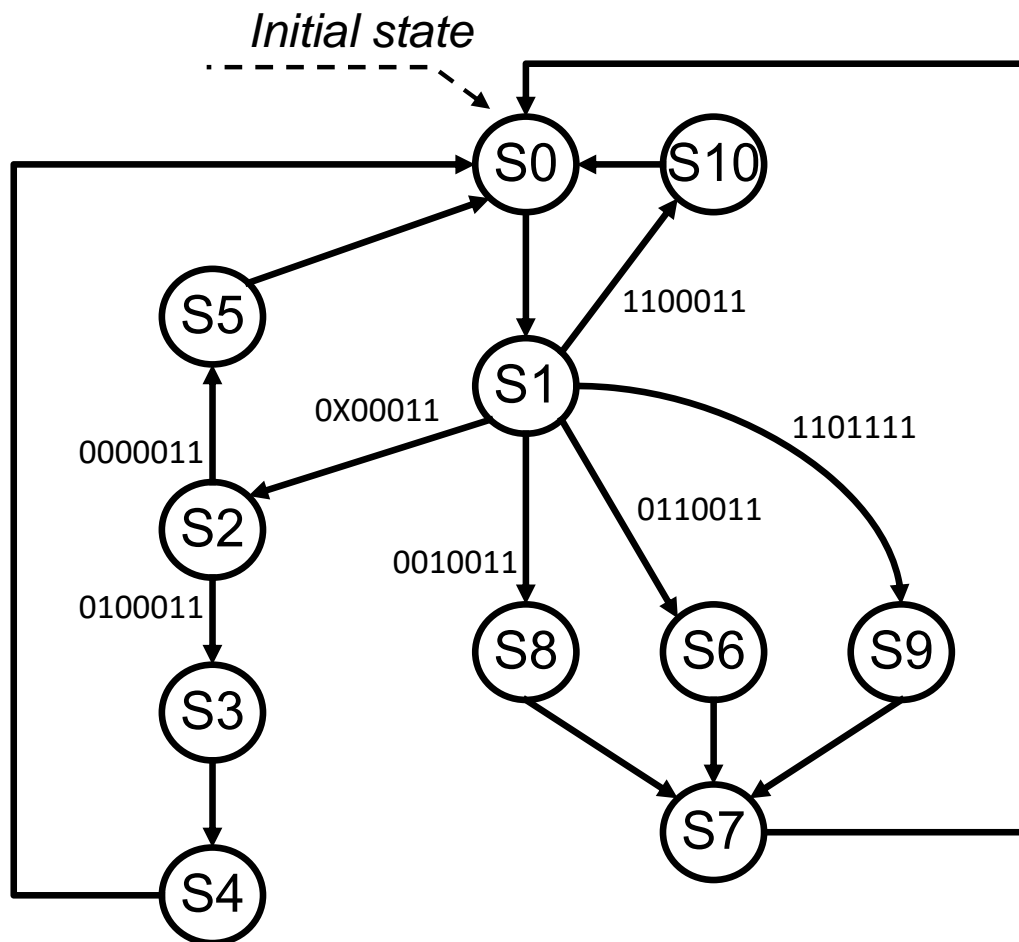 Initial state
S0
S10
S5
1100011
S1
0X00011
1101111
0000011
S2
0110011
0010011
0100011
S8
S6
S9
S3
S7
S4